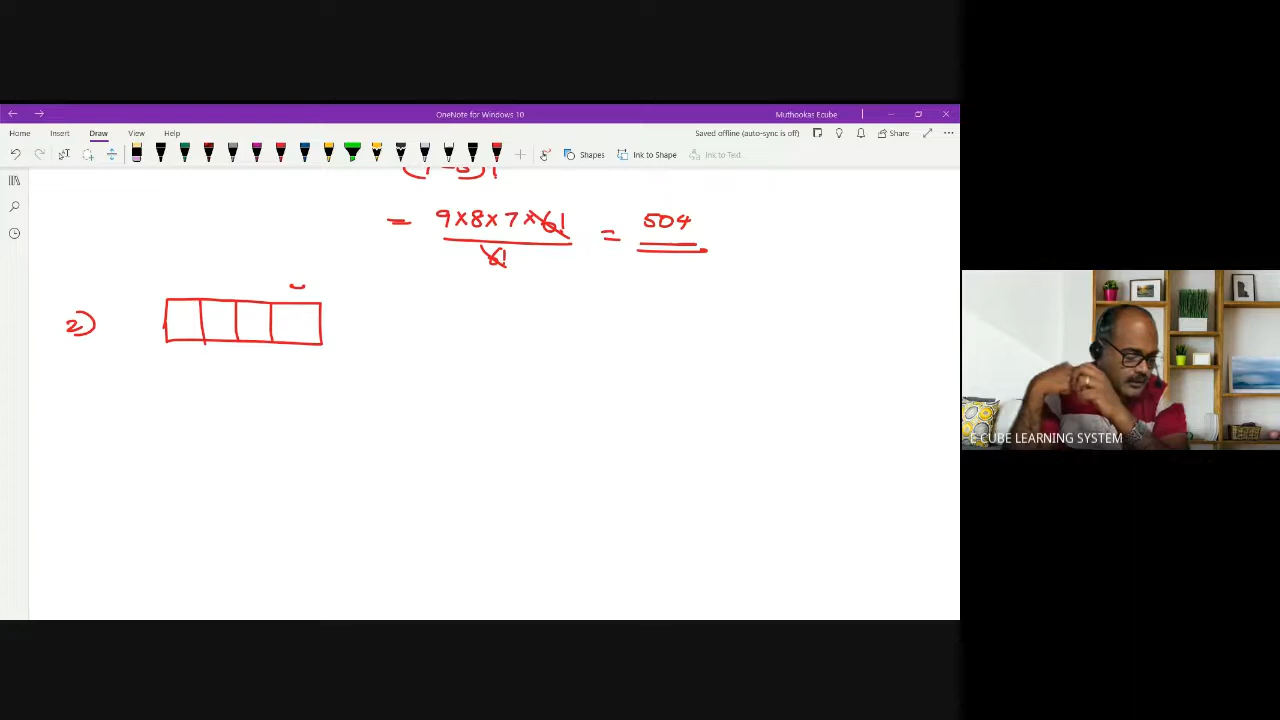 OneNote for Windows 10
Muthookas Ecube
Home Insert Draw View Help
Saved offline (auto-sync is off)
Share
Shapes
Ink to Shape
Ink to Text
= 9×8×7×6! = 504
6!
2)
E CUBE LEARNING SYSTEM